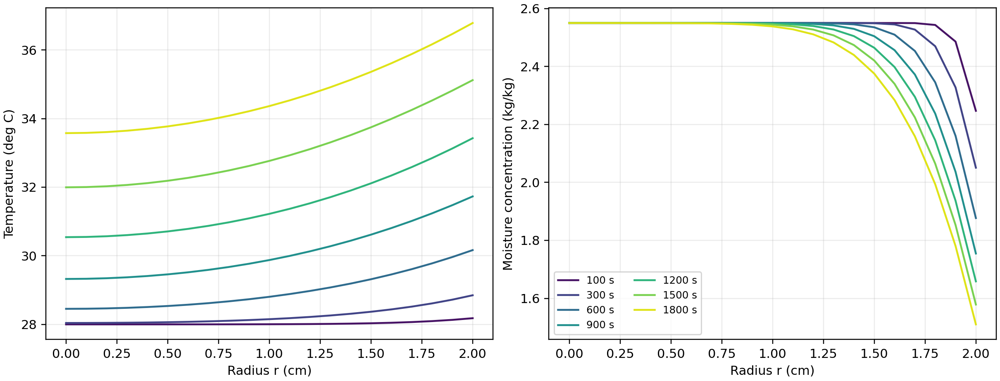 Temperature (deg C)
36
34
32
30
28
0.00 0.25 0.50 0.75 1.00 1.25 1.50 1.75 2.00
Radius r (cm)
Moisture concentration (kg/kg)
2.6
2.4
2.2
2.0
1.8
1.6
100 s
300 s
600 s
900 s
1200 s
1500 s
1800 s
0.00 0.25 0.50 0.75 1.00 1.25 1.50 1.75 2.00
Radius r (cm)